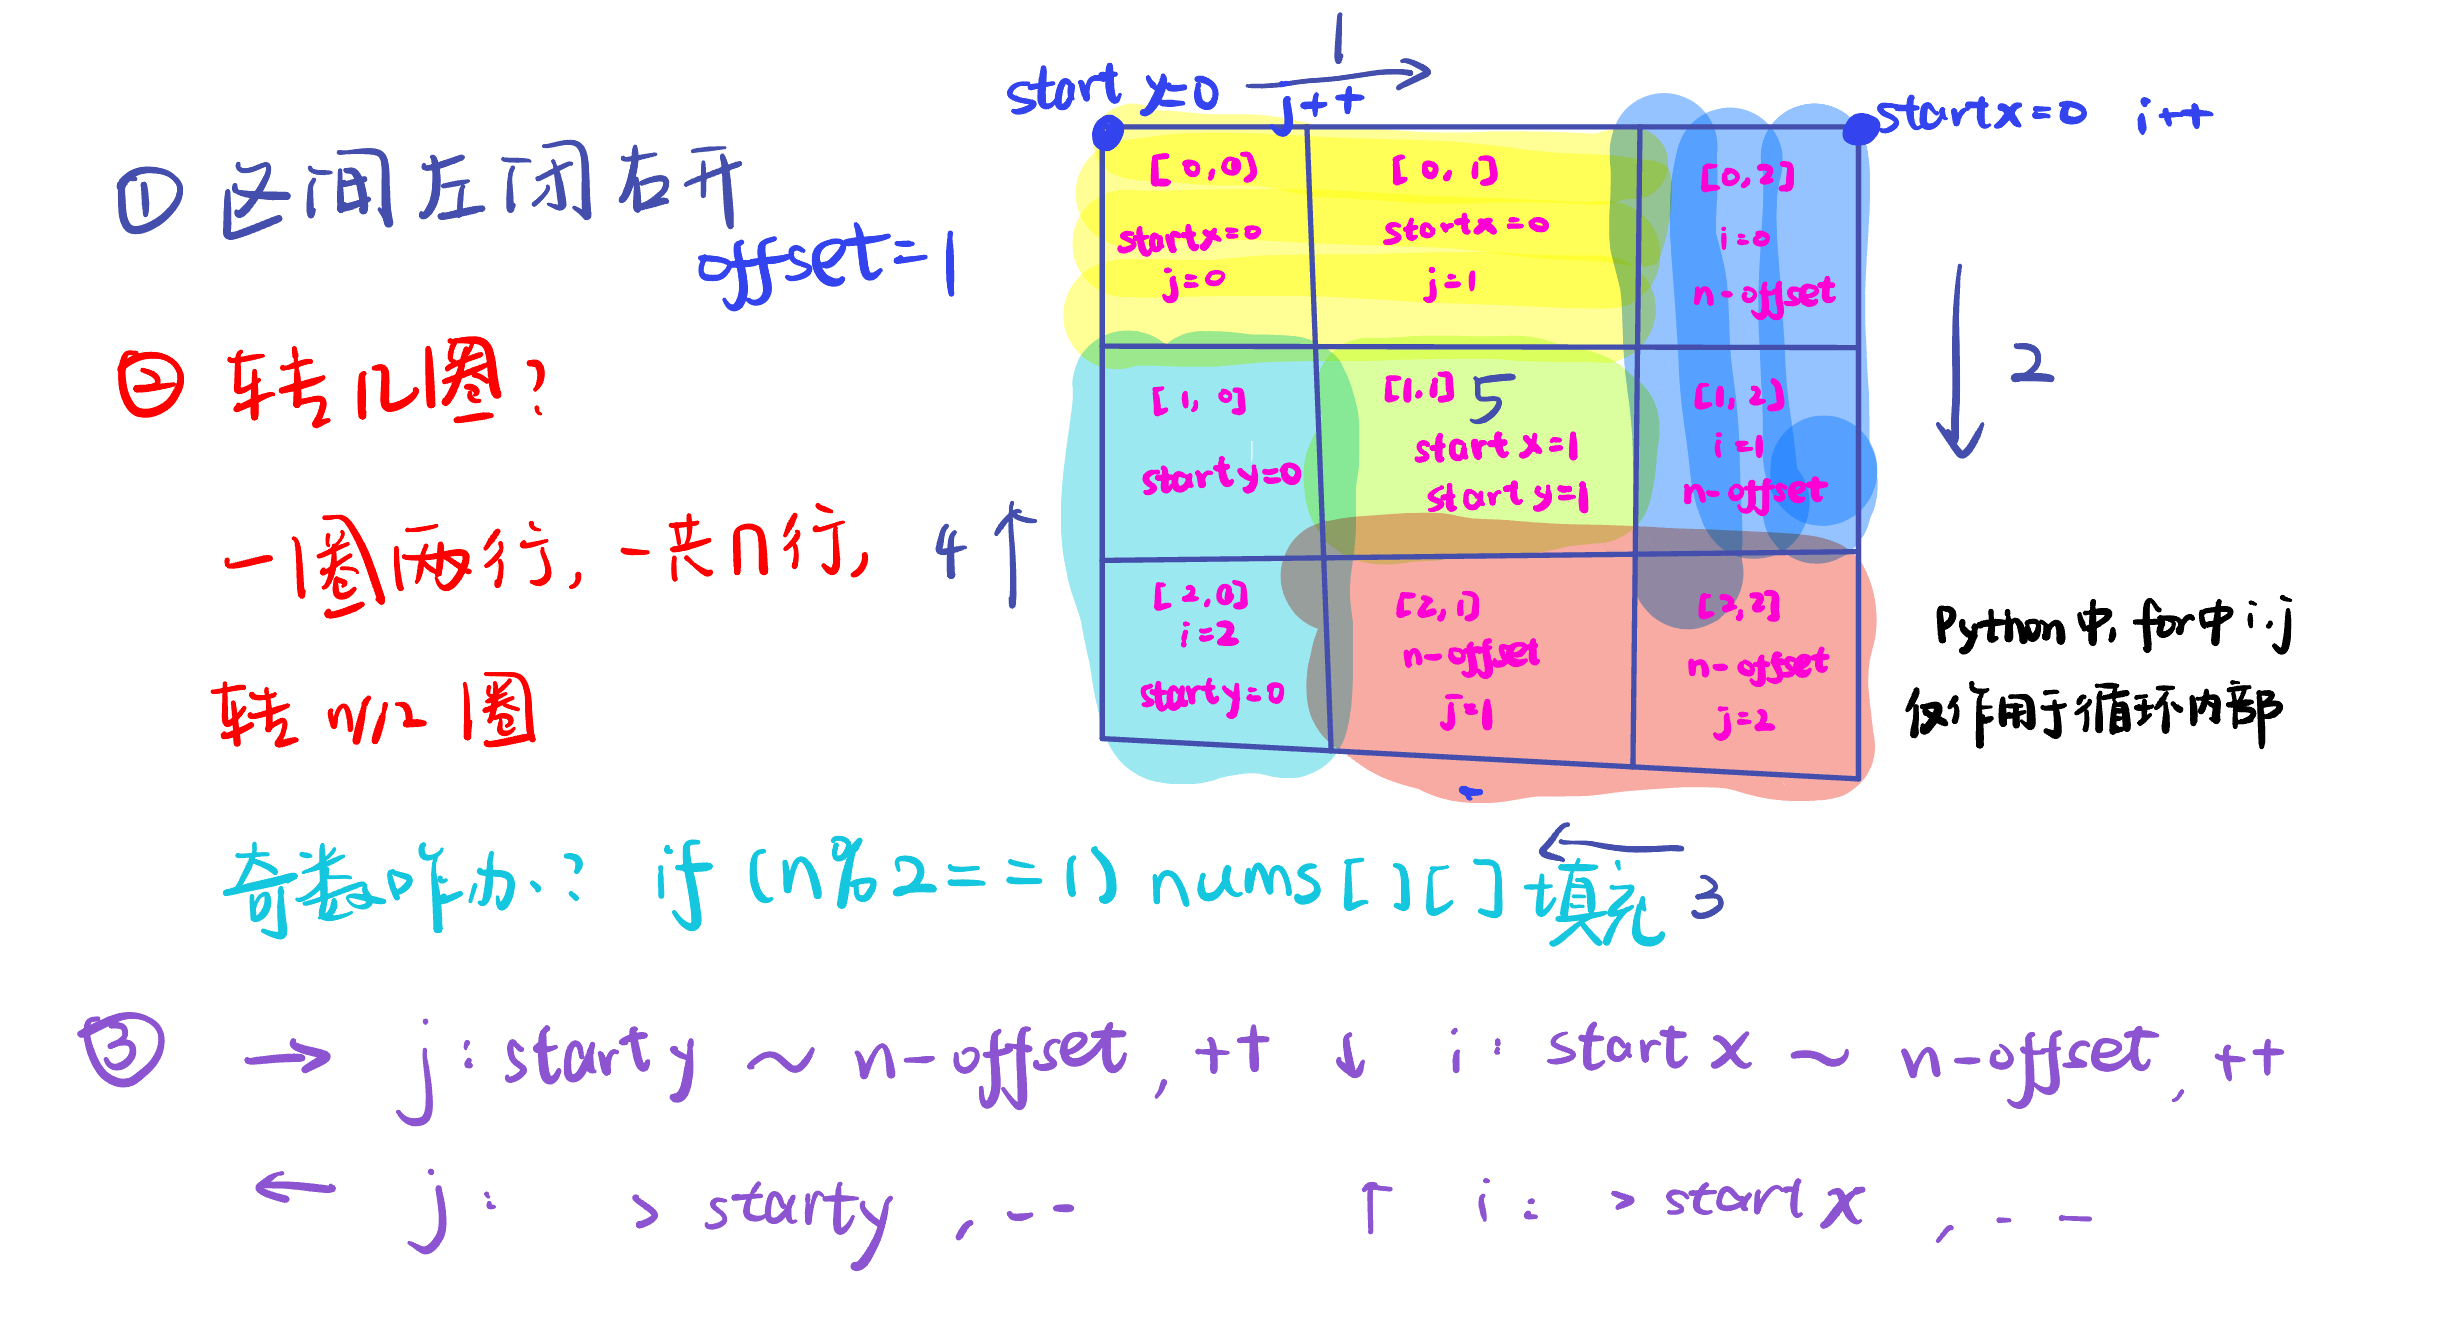 1
start y=0 j++ startx=0 i++
① 区间左闭右开
offset=1
[0,0] [0,1] [0,2]
startx=0 startx=0 i=0
j=0 j=1 n-offset
2
② 转几圈?
[1,0] [1,1] 5 [1,2]
startx=1 i=1
starty=0 starty=1 n-offset
一圈两行,一共n行,
4
[2,0] [2,1] [2,2]
i=2 n-offset n-offset
starty=0 j=1 j=2
Python中,for中i.j
仅作用于循环内部
转n/2圈
奇数咋办? if (n%2==1) nums[][]填充
3
③ → j:starty ~ n-offset, ++ ↓ i: startx ~ n-offset, ++
← j: > starty ,-- ↑ i: > startx ,--